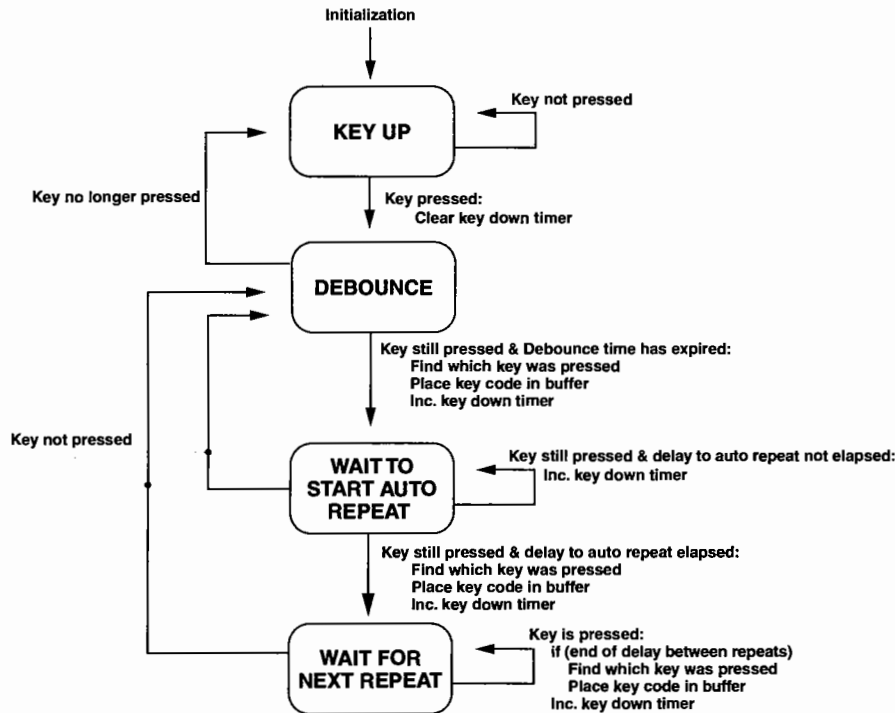 Initialization
KEY UP
Key not pressed
Key no longer pressed
Key pressed:
Clear key down timer
DEBOUNCE
Key still pressed & Debounce time has expired:
Find which key was pressed
Place key code in buffer
Inc. key down timer
Key not pressed
WAIT TO
START AUTO
REPEAT
Key still pressed & delay to auto repeat not elapsed:
Inc. key down timer
Key still pressed & delay to auto repeat elapsed:
Find which key was pressed
Place key code in buffer
Inc. key down timer
WAIT FOR
NEXT REPEAT
Key is pressed:
if (end of delay between repeats)
Find which key was pressed
Place key code in buffer
Inc. key down timer